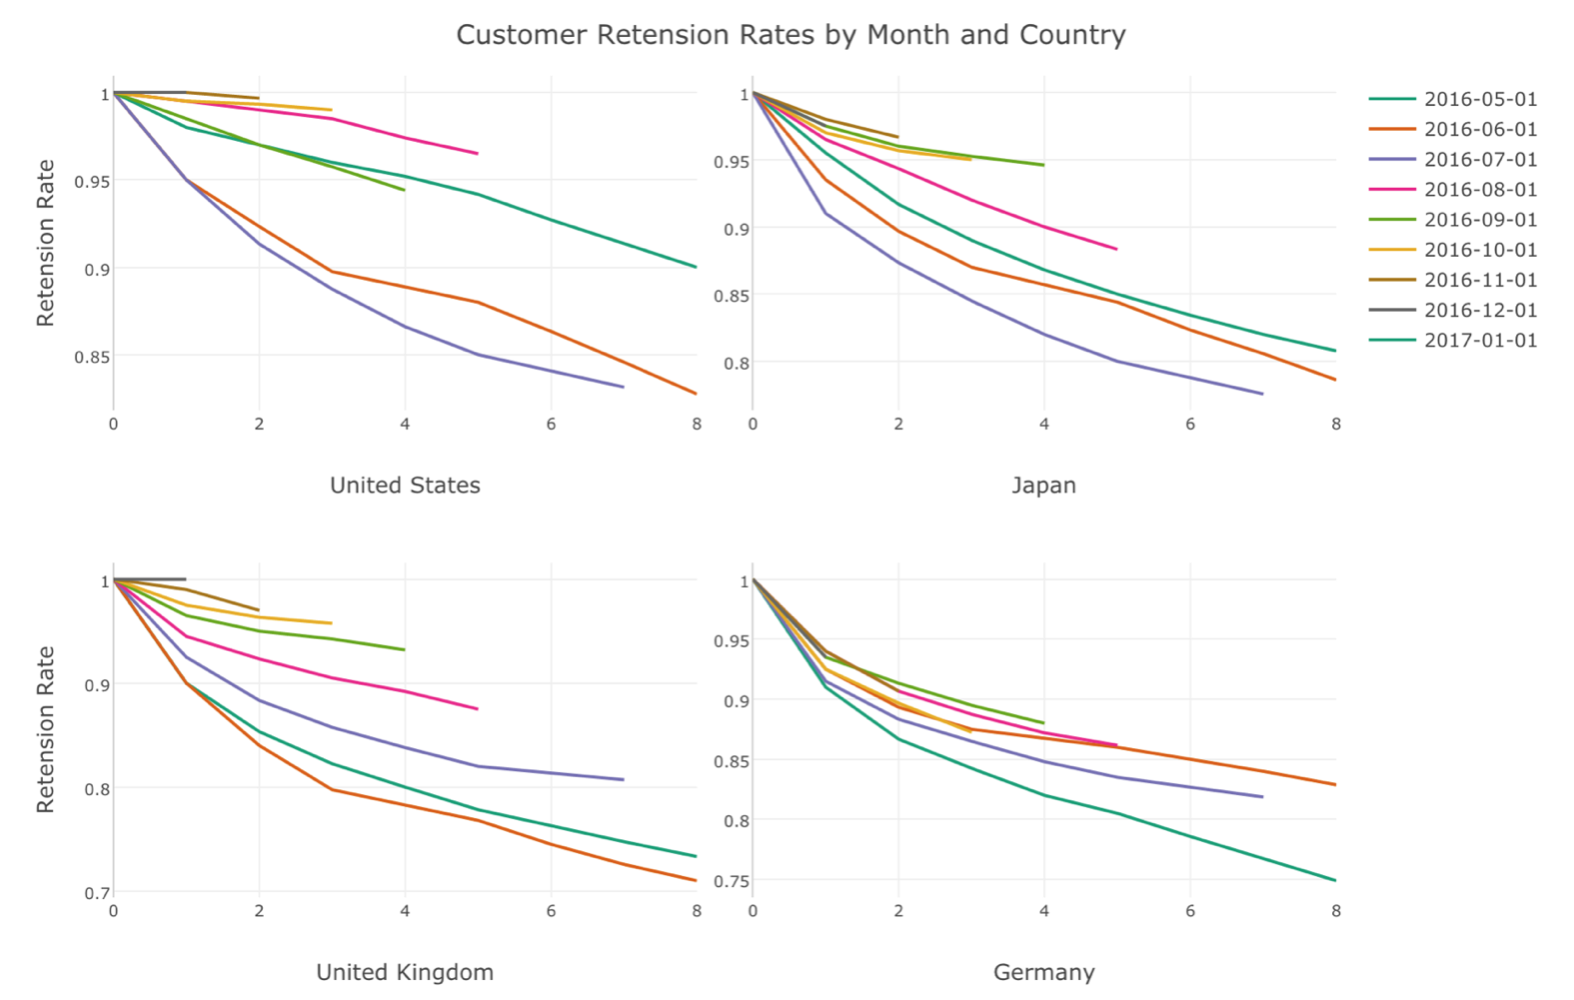 Customer Retension Rates by Month and Country
Retension Rate
1
0.95
0.9
0.85
0 2 4 6 8
United States
1
0.95
0.9
0.85
0.8
0 2 4 6 8
Japan
2016-05-01
2016-06-01
2016-07-01
2016-08-01
2016-09-01
2016-10-01
2016-11-01
2016-12-01
2017-01-01
Retension Rate
1
0.9
0.8
0.7
0 2 4 6 8
United Kingdom
1
0.95
0.9
0.85
0.8
0.75
0 2 4 6 8
Germany